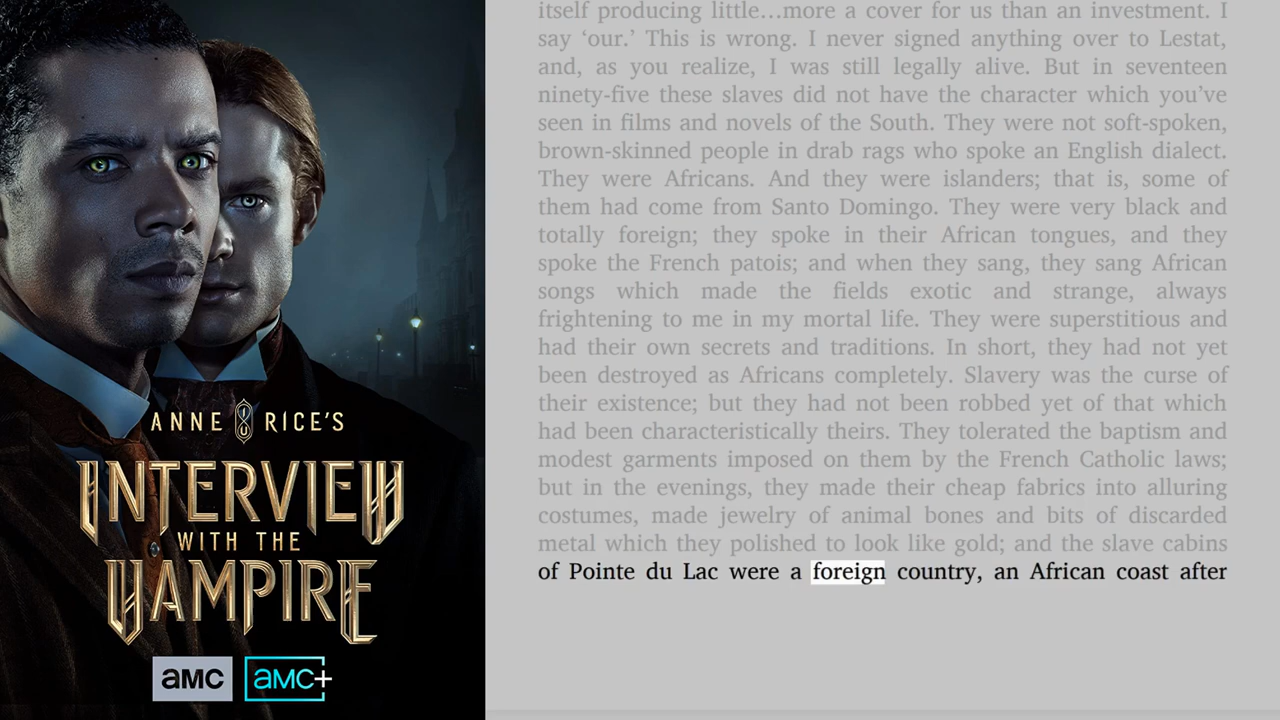 ANNE RICE'S
INTERVIEW
WITH THE
VAMPIRE
amc
amc+
itself producing little…more a cover for us than an investment. I
say ‘our.’ This is wrong. I never signed anything over to Lestat,
and, as you realize, I was still legally alive. But in seventeen
ninety-five these slaves did not have the character which you’ve
seen in films and novels of the South. They were not soft-spoken,
brown-skinned people in drab rags who spoke an English dialect.
They were Africans. And they were islanders; that is, some of
them had come from Santo Domingo. They were very black and
totally foreign; they spoke in their African tongues, and they
spoke the French patois; and when they sang, they sang African
songs which made the fields exotic and strange, always
frightening to me in my mortal life. They were superstitious and
had their own secrets and traditions. In short, they had not yet
been destroyed as Africans completely. Slavery was the curse of
their existence; but they had not been robbed yet of that which
had been characteristically theirs. They tolerated the baptism and
modest garments imposed on them by the French Catholic laws;
but in the evenings, they made their cheap fabrics into alluring
costumes, made jewelry of animal bones and bits of discarded
metal which they polished to look like gold; and the slave cabins
of Pointe du Lac were a foreign country, an African coast after